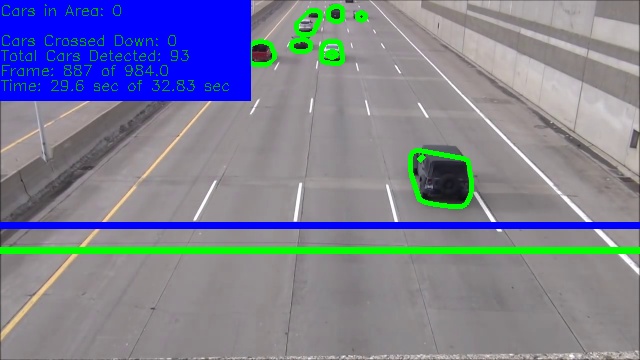 Cars in Area: 0
Cars Crossed Down: 0
Total Cars Detected: 93
Frame: 887 of 984.0
Time: 29.6 sec of 32.83 sec